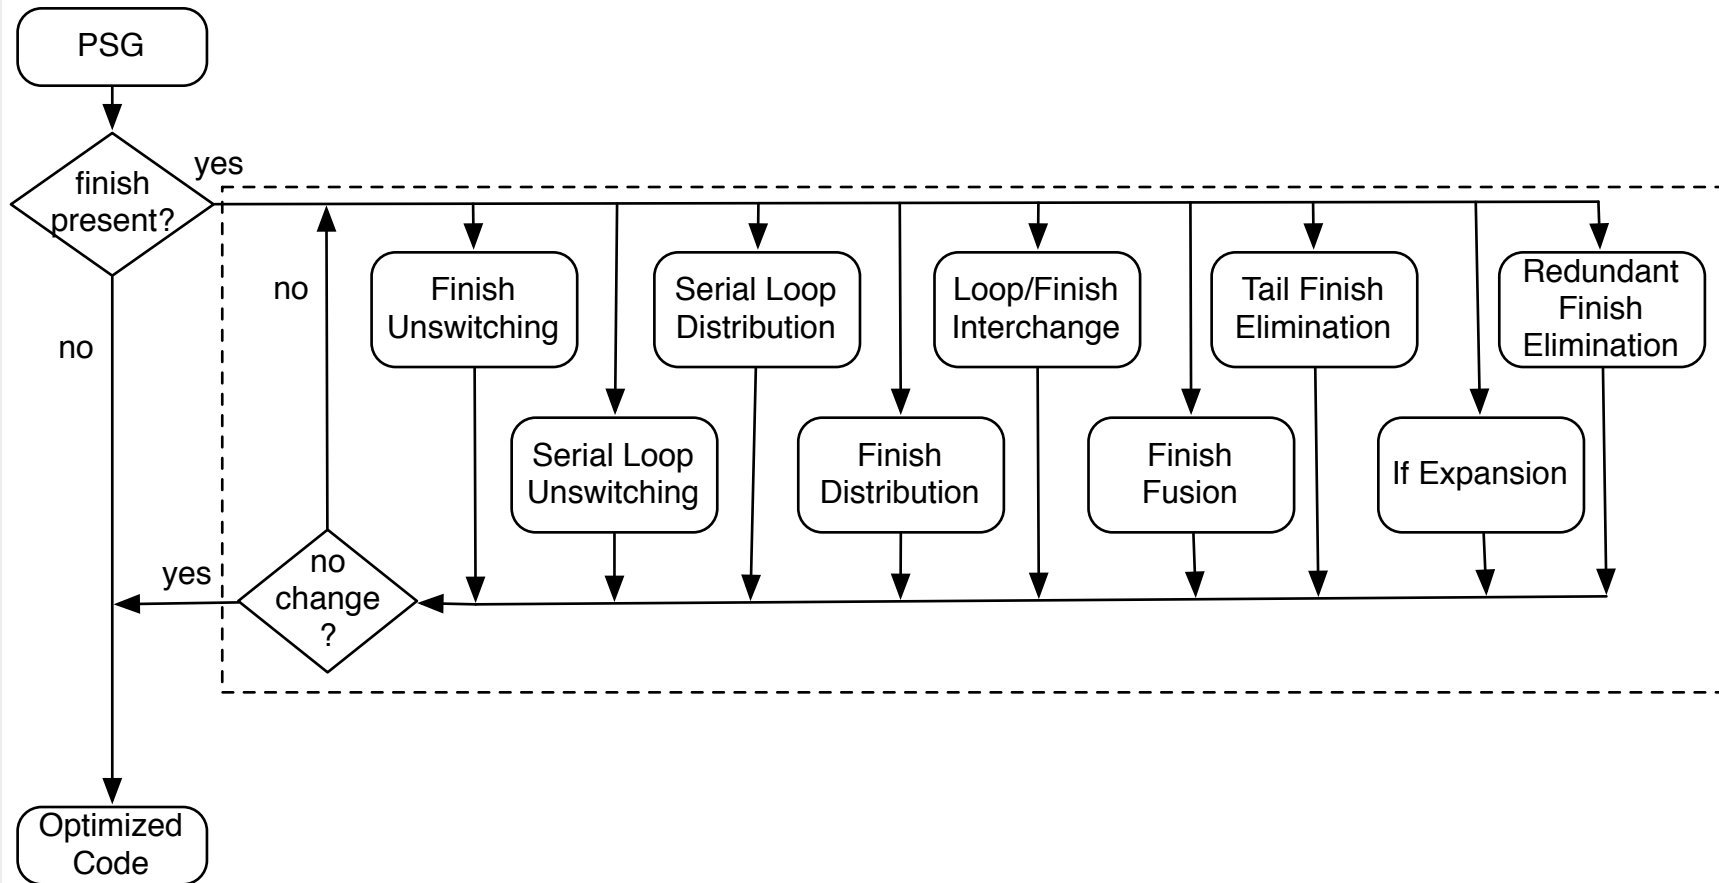 PSG
yes
finish
present?
no
no
Finish
Unswitching
Serial Loop
Distribution
Loop/Finish
Interchange
Tail Finish
Elimination
Redundant
Finish
Elimination
Serial Loop
Unswitching
Finish
Distribution
Finish
Fusion
If Expansion
yes
no
change
?
Optimized
Code